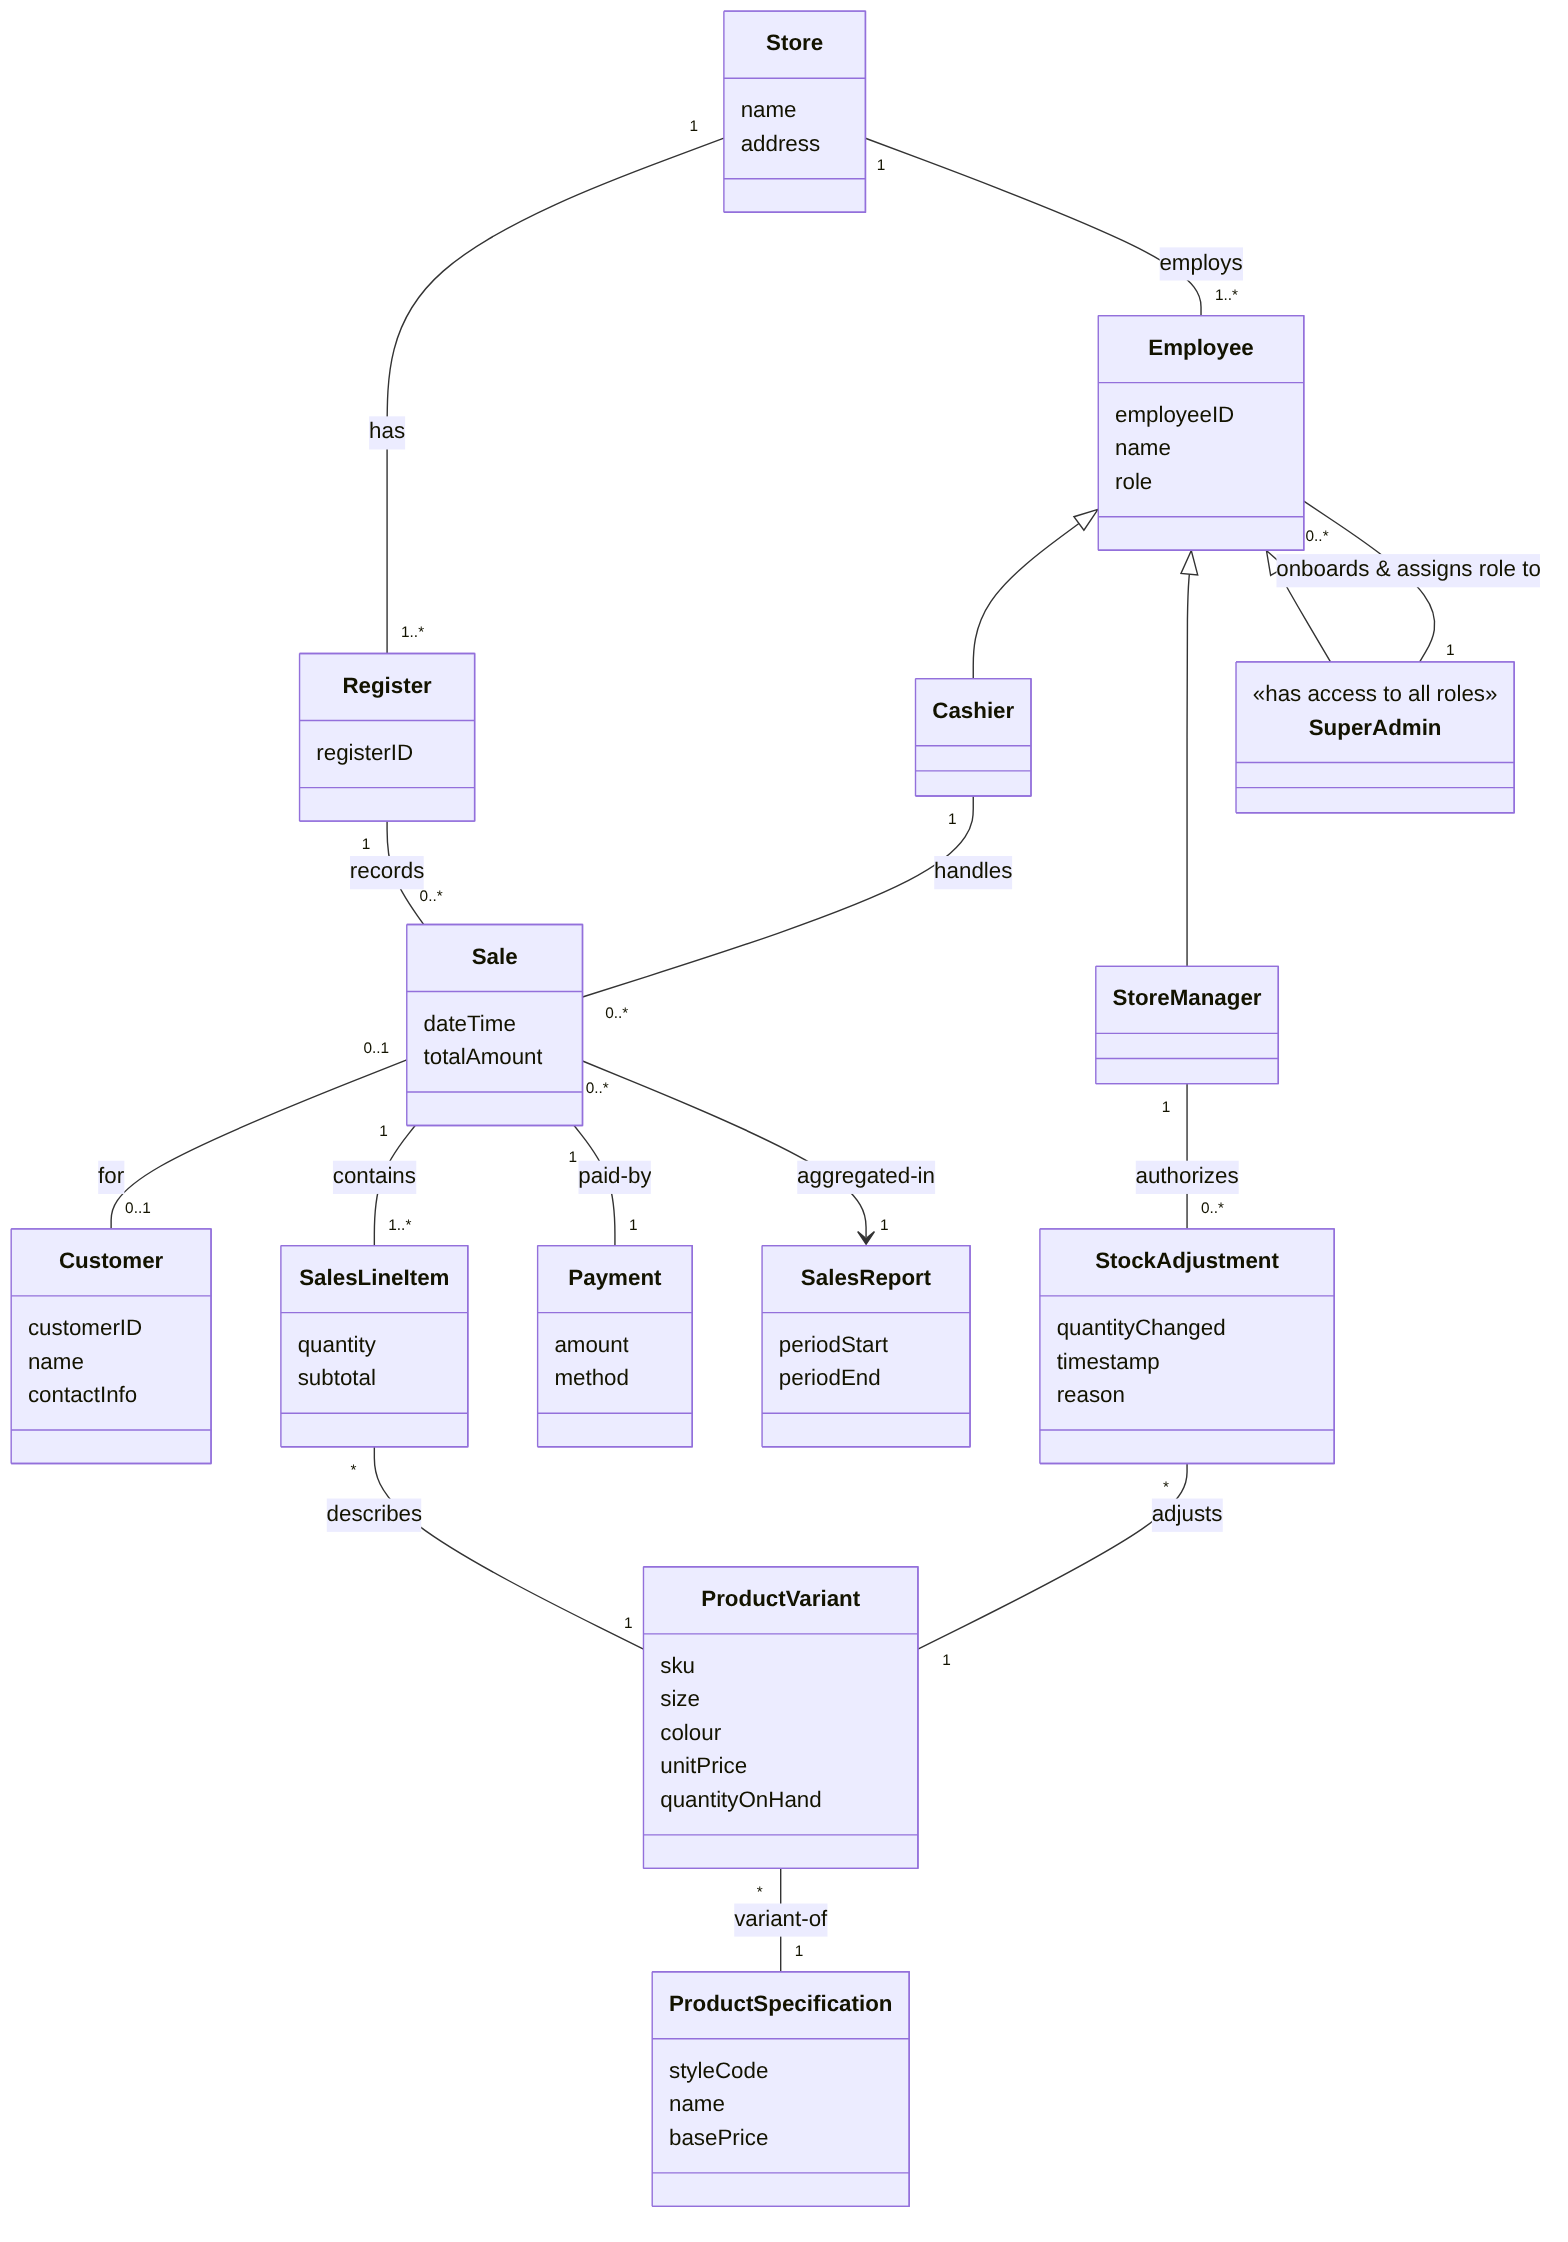 Store
name
address
1
1
employs
1..*
Employee
employeeID
name
role
has
0..*
onboards & assigns role to
1..*
1
Register
registerID
Cashier
«has access to all roles»
SuperAdmin
1
records
0..*
1
handles
Sale
dateTime
totalAmount
0..*
StoreManager
0..1
0..*
1
1
1
for
contains
paid-by
aggregated-in
authorizes
0..1
1..*
1
1
0..*
Customer
customerID
name
contactInfo
SalesLineItem
quantity
subtotal
Payment
amount
method
SalesReport
periodStart
periodEnd
StockAdjustment
quantityChanged
timestamp
reason
*
describes
*
adjusts
1
1
ProductVariant
sku
size
colour
unitPrice
quantityOnHand
*
variant-of
1
ProductSpecification
styleCode
name
basePrice